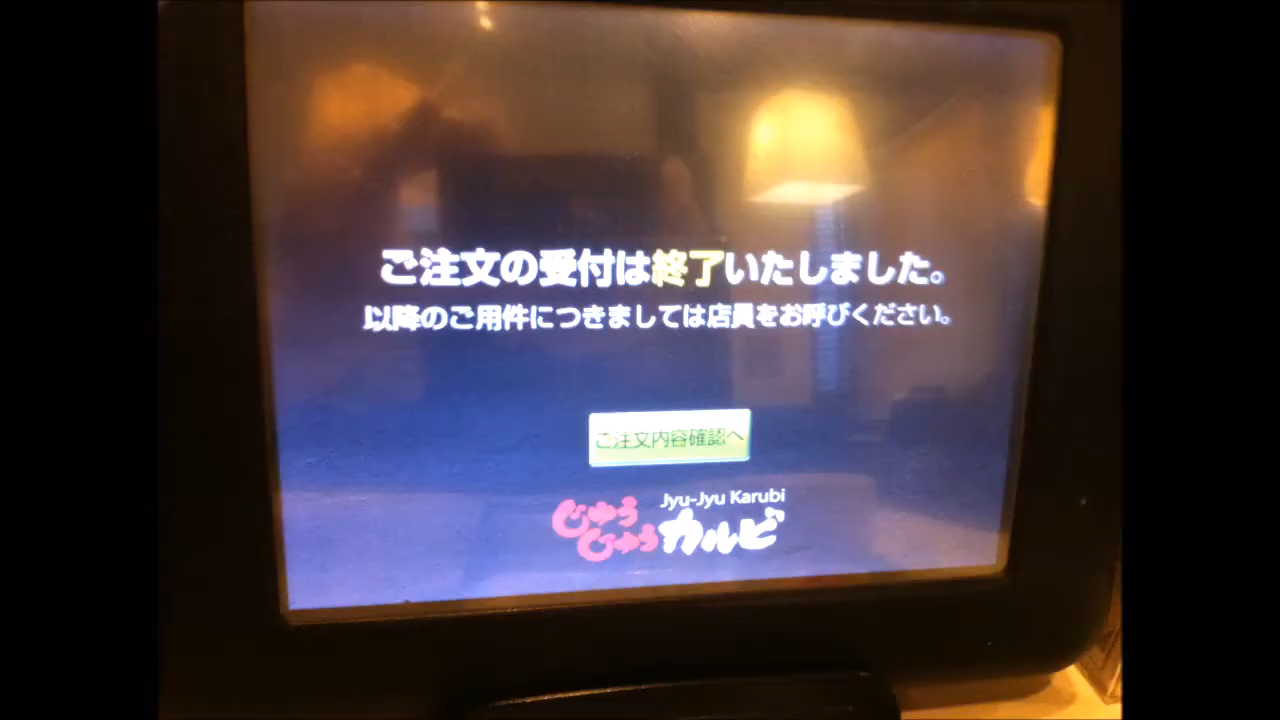 ご注文の受付は終了いたしました。
以降のご用件につきましては店員をお呼びください。
ご注文内容確認へ
Jyu-Jyu Karubi
じゅう
じゅうカルビ